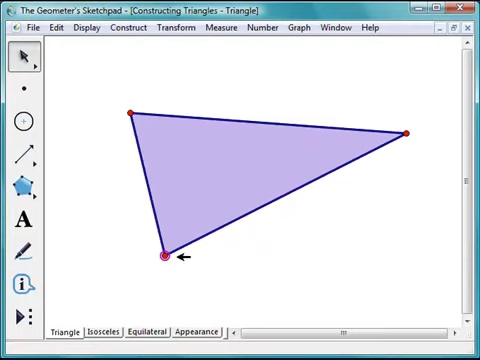 The Geometer's Sketchpad - [Constructing Triangles - Triangle]
File Edit Display Construct Transform Measure Number Graph Window Help
A
i
Triangle Isosceles Equilateral Appearance